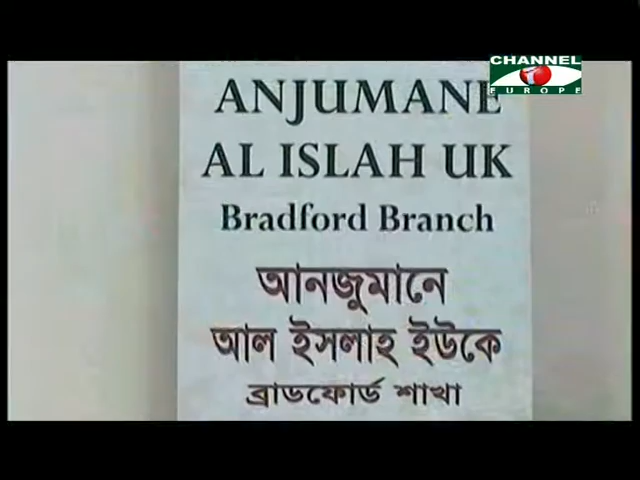 CHANNEL
i
EUROPE
ANJUMANE
AL ISLAH UK
Bradford Branch
আনজুমানে
আল ইসলাহ ইউকে
ব্রাডফোর্ড শাখা